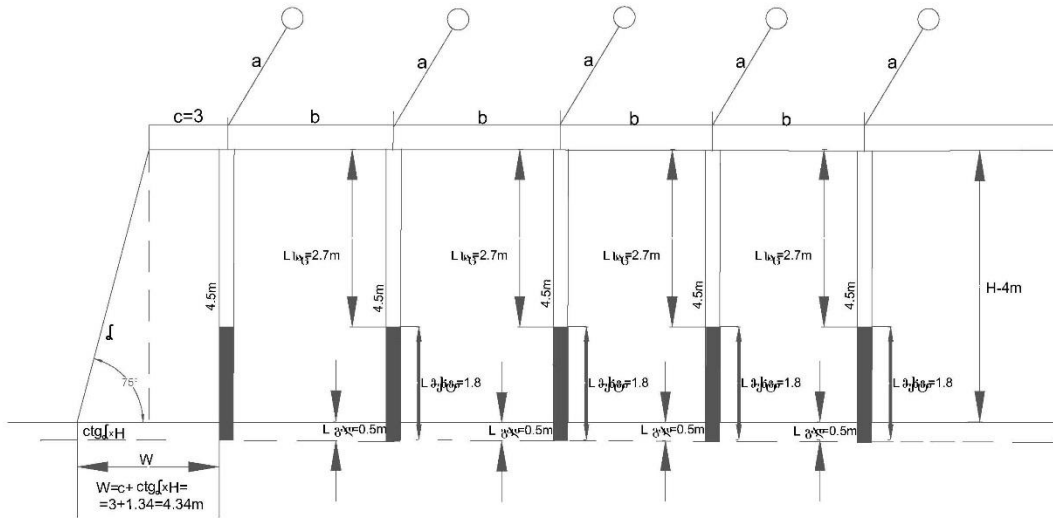 a a a a a
c=3 b b b b
L =2.7m L =2.7m L =2.7m L =2.7m
4.5m 4.5m 4.5m 4.5m 4.5m
H-4m
75°
L =1.8 L =1.8 L =1.8 L =1.8
ctg ×H
L =0.5m L =0.5m L =0.5m L =0.5m
W
W=c+ ctg ×H=
=3+1.34=4.34m